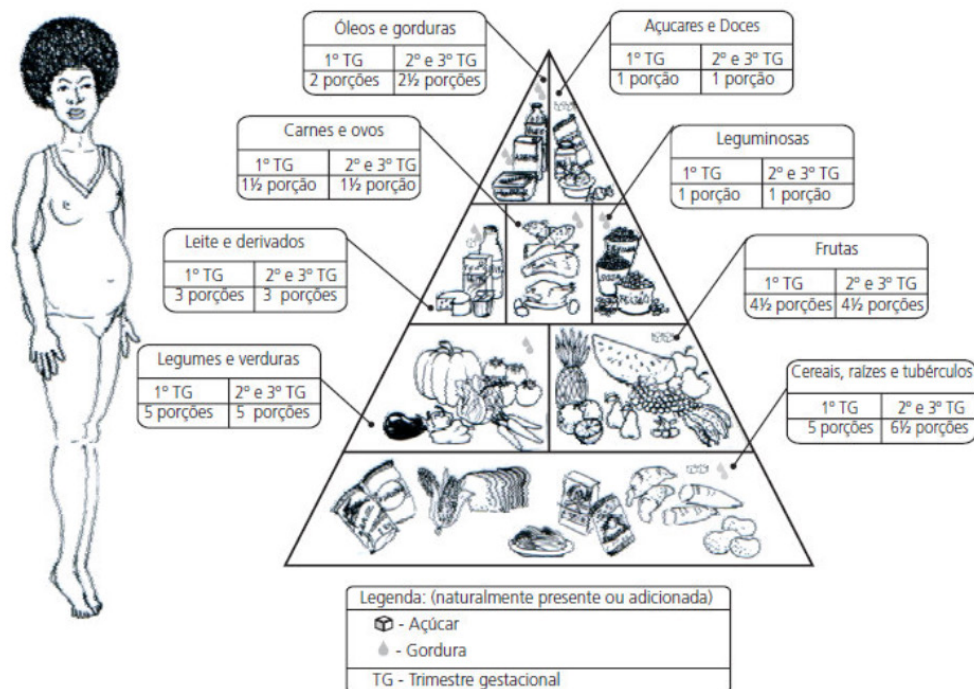 Óleos e gorduras
1º TG 2º e 3º TG
2 porções 2½ porções
Açucares e Doces
1º TG 2º e 3º TG
1 porção 1 porção
Carnes e ovos
1º TG 2º e 3º TG
1½ porção 1½ porção
Leguminosas
1º TG 2º e 3º TG
1 porção 1 porção
Leite e derivados
1º TG 2º e 3º TG
3 porções 3 porções
Frutas
1º TG 2º e 3º TG
4½ porções 4½ porções
Legumes e verduras
1º TG 2º e 3º TG
5 porções 5 porções
Cereais, raízes e tubérculos
1º TG 2º e 3º TG
5 porções 6½ porções
Legenda: (naturalmente presente ou adicionada)
- Açúcar
- Gordura
TG - Trimestre gestacional